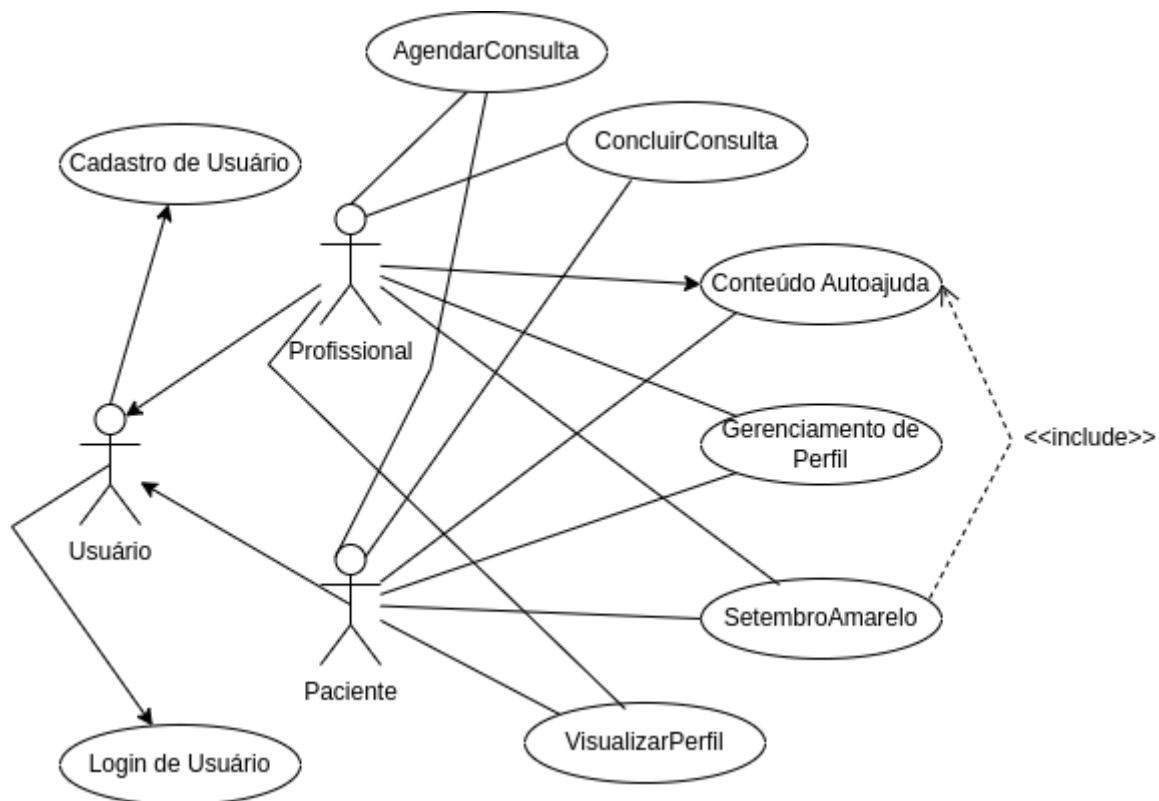 AgendarConsulta
ConcluirConsulta
Cadastro de Usuário
Conteúdo Autoajuda
Profissional
Gerenciamento de
Perfil
<<include>>
Usuário
SetembroAmarelo
Paciente
VisualizarPerfil
Login de Usuário